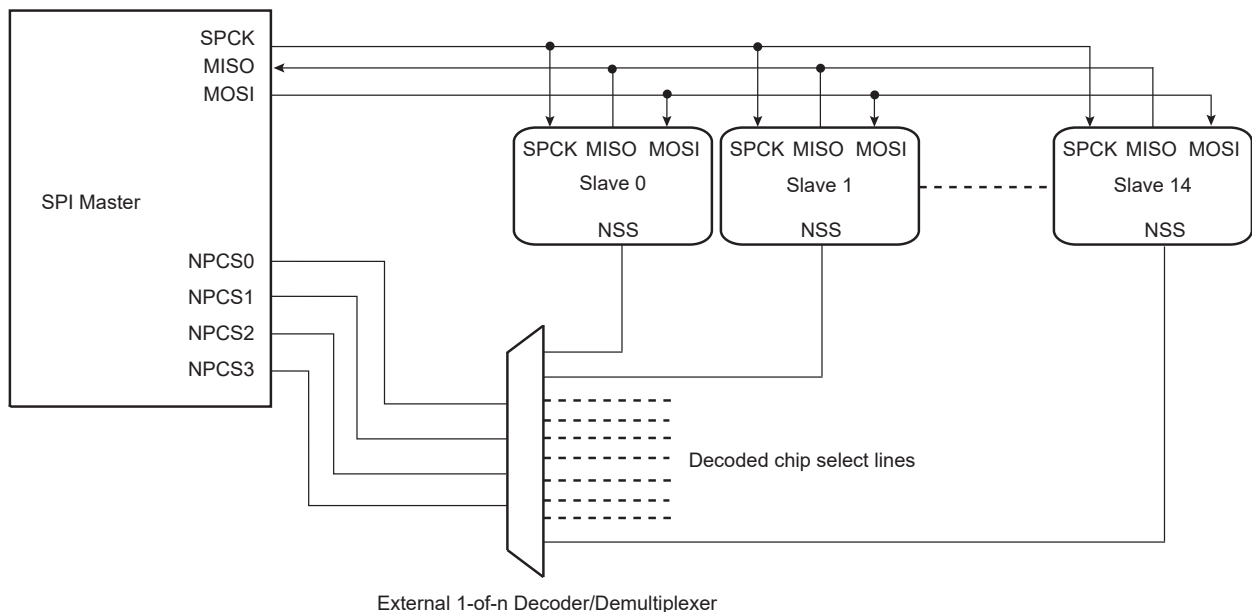 SPCK
MISO
MOSI
SPI Master
NPCS0
NPCS1
NPCS2
NPCS3
SPCK MISO MOSI
Slave 0
NSS
SPCK MISO MOSI
Slave 1
NSS
SPCK MISO MOSI
Slave 14
NSS
Decoded chip select lines
External 1-of-n Decoder/Demultiplexer